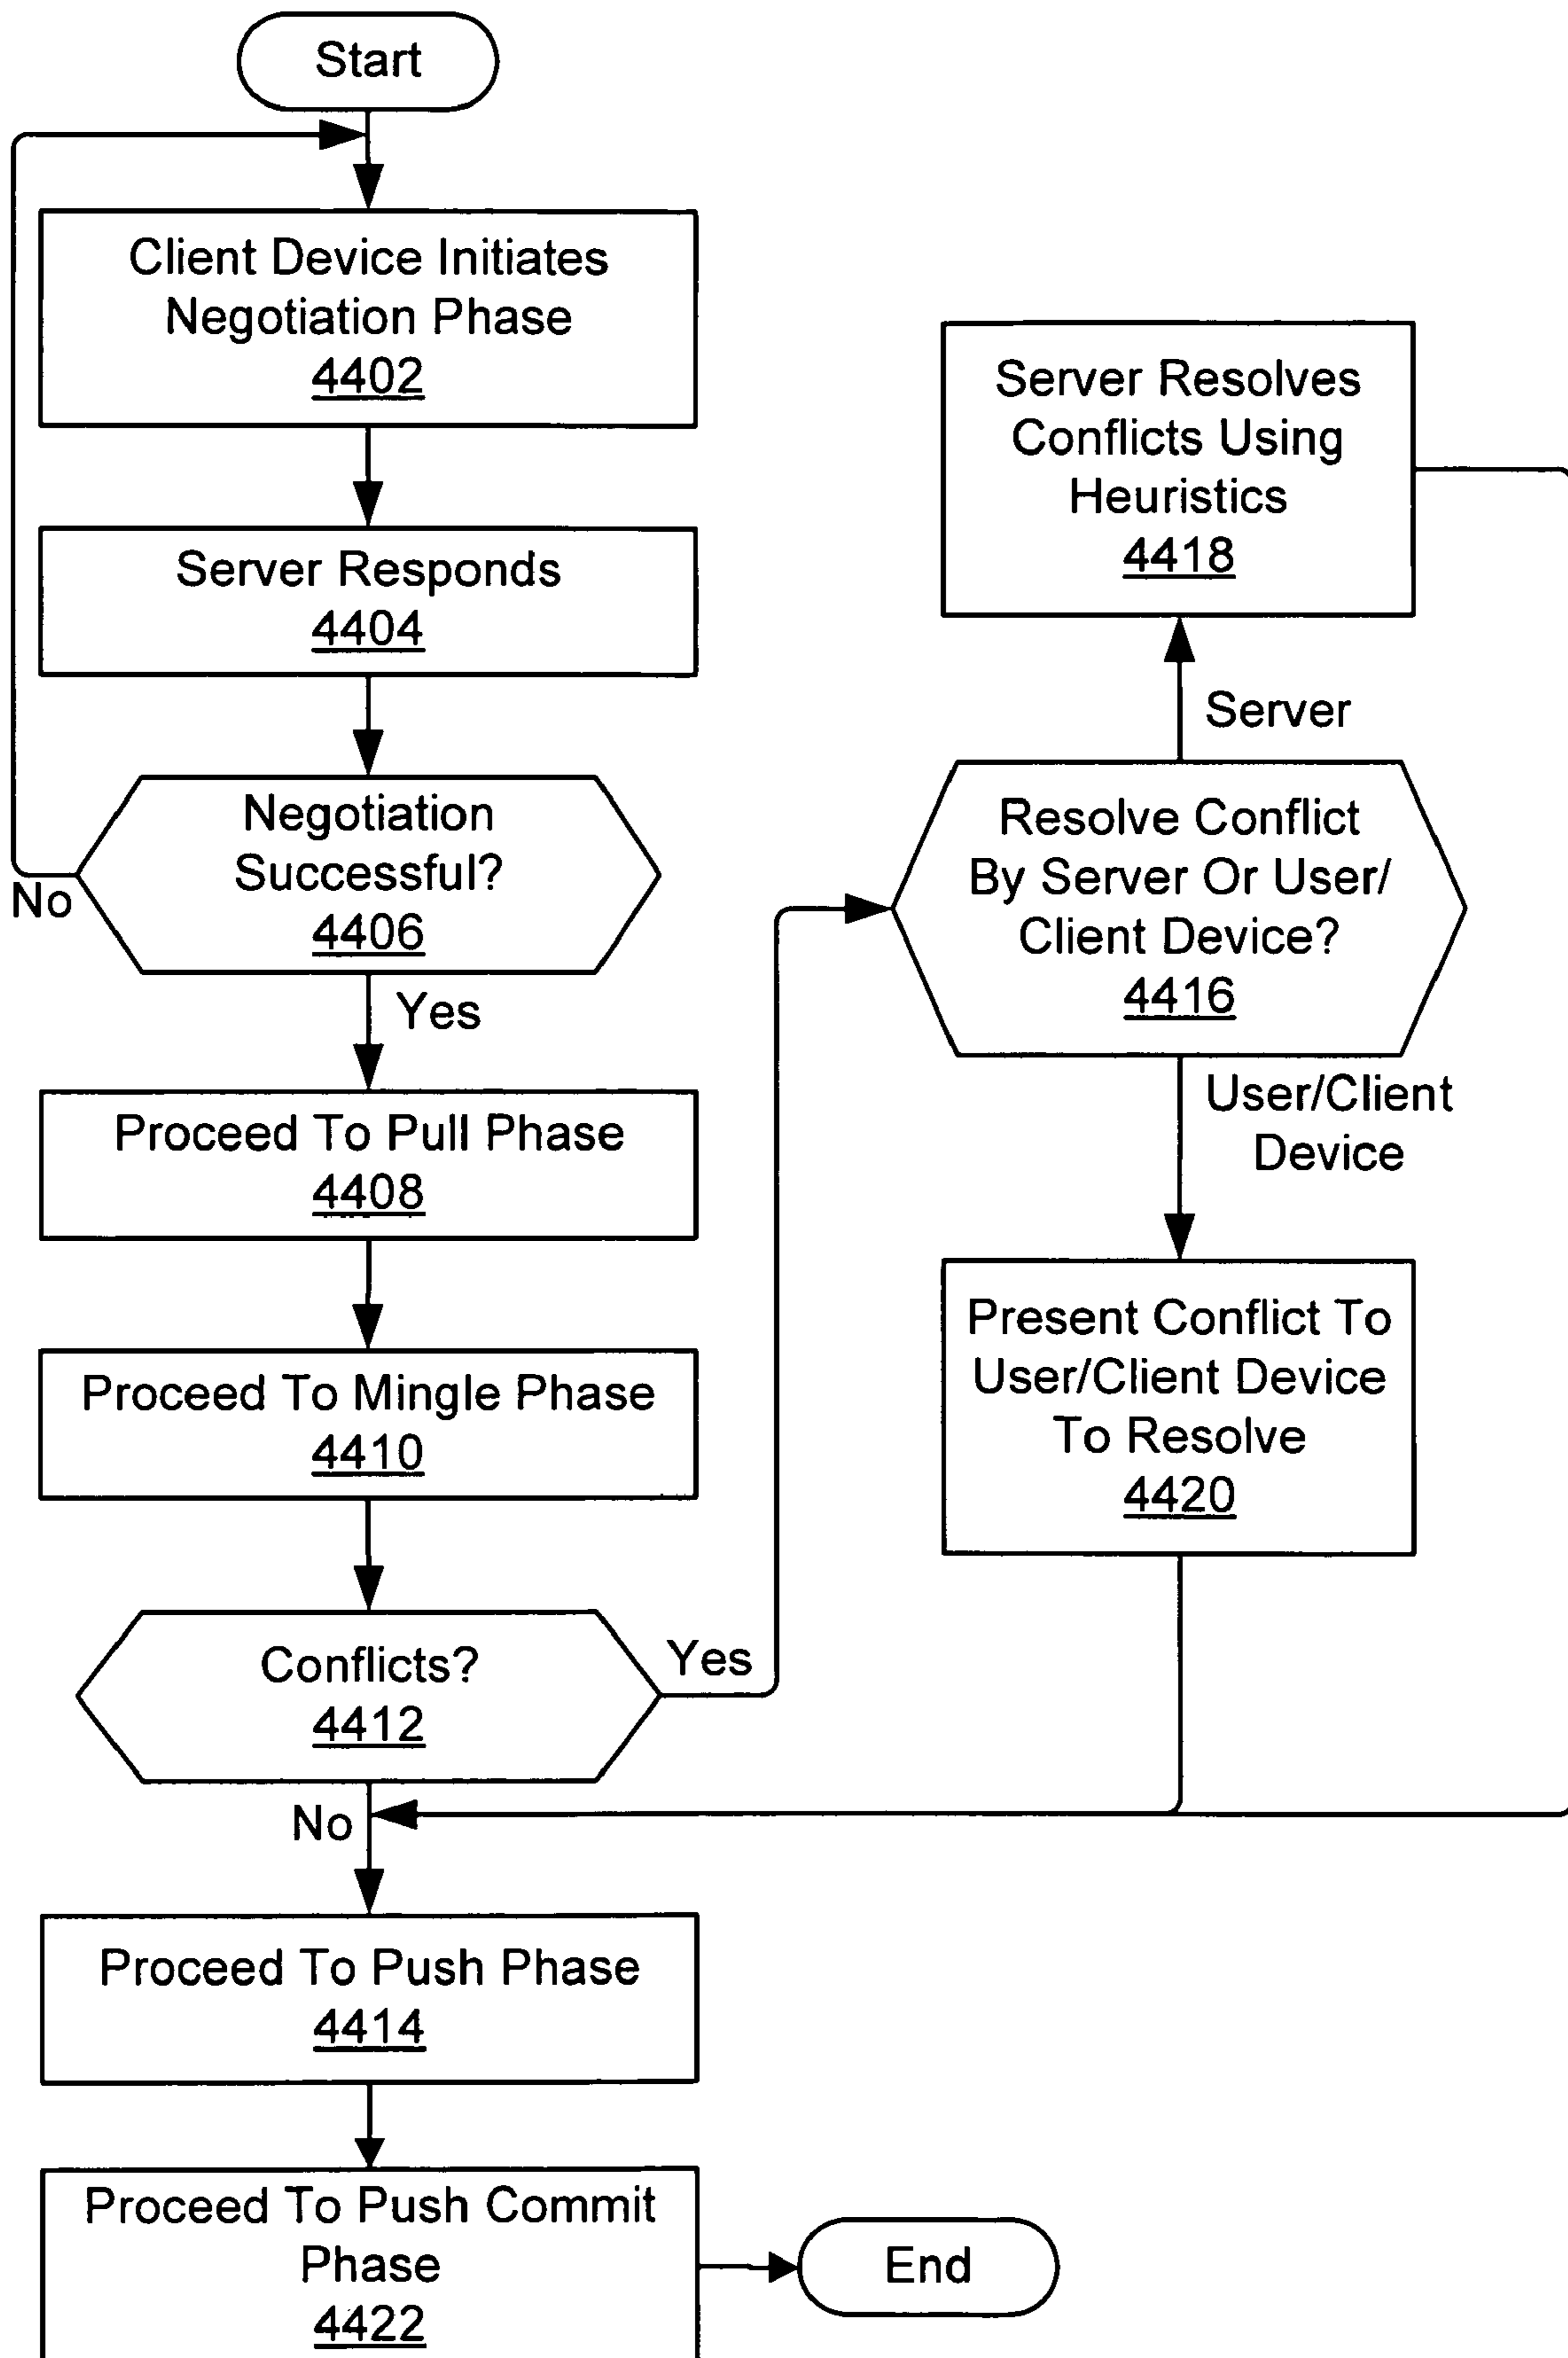 Start
Client Device Initiates
Negotiation Phase
4402
Server Responds
4404
Negotiation
Successful?
4406
No
Yes
Proceed To Pull Phase
4408
Proceed To Mingle Phase
4410
Conflicts?
4412
Yes
No
Server Resolves
Conflicts Using
Heuristics
4418
Server
Resolve Conflict
By Server Or User/
Client Device?
4416
User/Client
Device
Present Conflict To
User/Client Device
To Resolve
4420
Proceed To Push Phase
4414
Proceed To Push Commit
Phase
4422
End